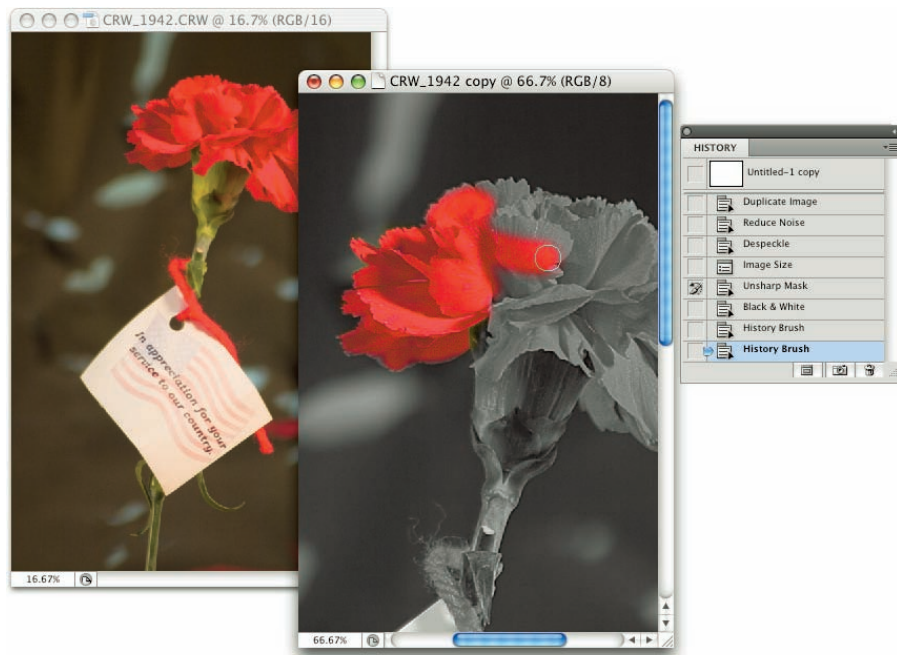 CRW_1942.CRW @ 16.7% (RGB/16)
In appreciation for your
service to our country.
16.67%
CRW_1942 copy @ 66.7% (RGB/8)
66.67%
HISTORY
Untitled-1 copy
Duplicate Image
Reduce Noise
Despeckle
Image Size
Unsharp Mask
Black & White
History Brush
History Brush